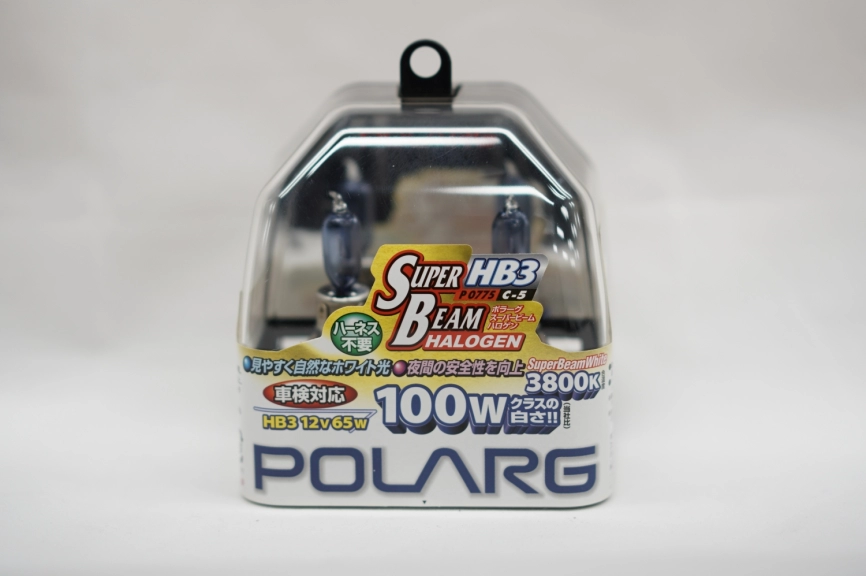 SUPER HB3
P0775 C-5
BEAM ポラーグ
スーパービーム
ハロゲン
HALOGEN
ハーネス
不要
見やすく自然なホワイト光 夜間の安全性を向上 SuperBeamWhite
3800K
車検対応
100W クラスの
白さ!!
(当社比)
HB3 12V 65W
POLARG